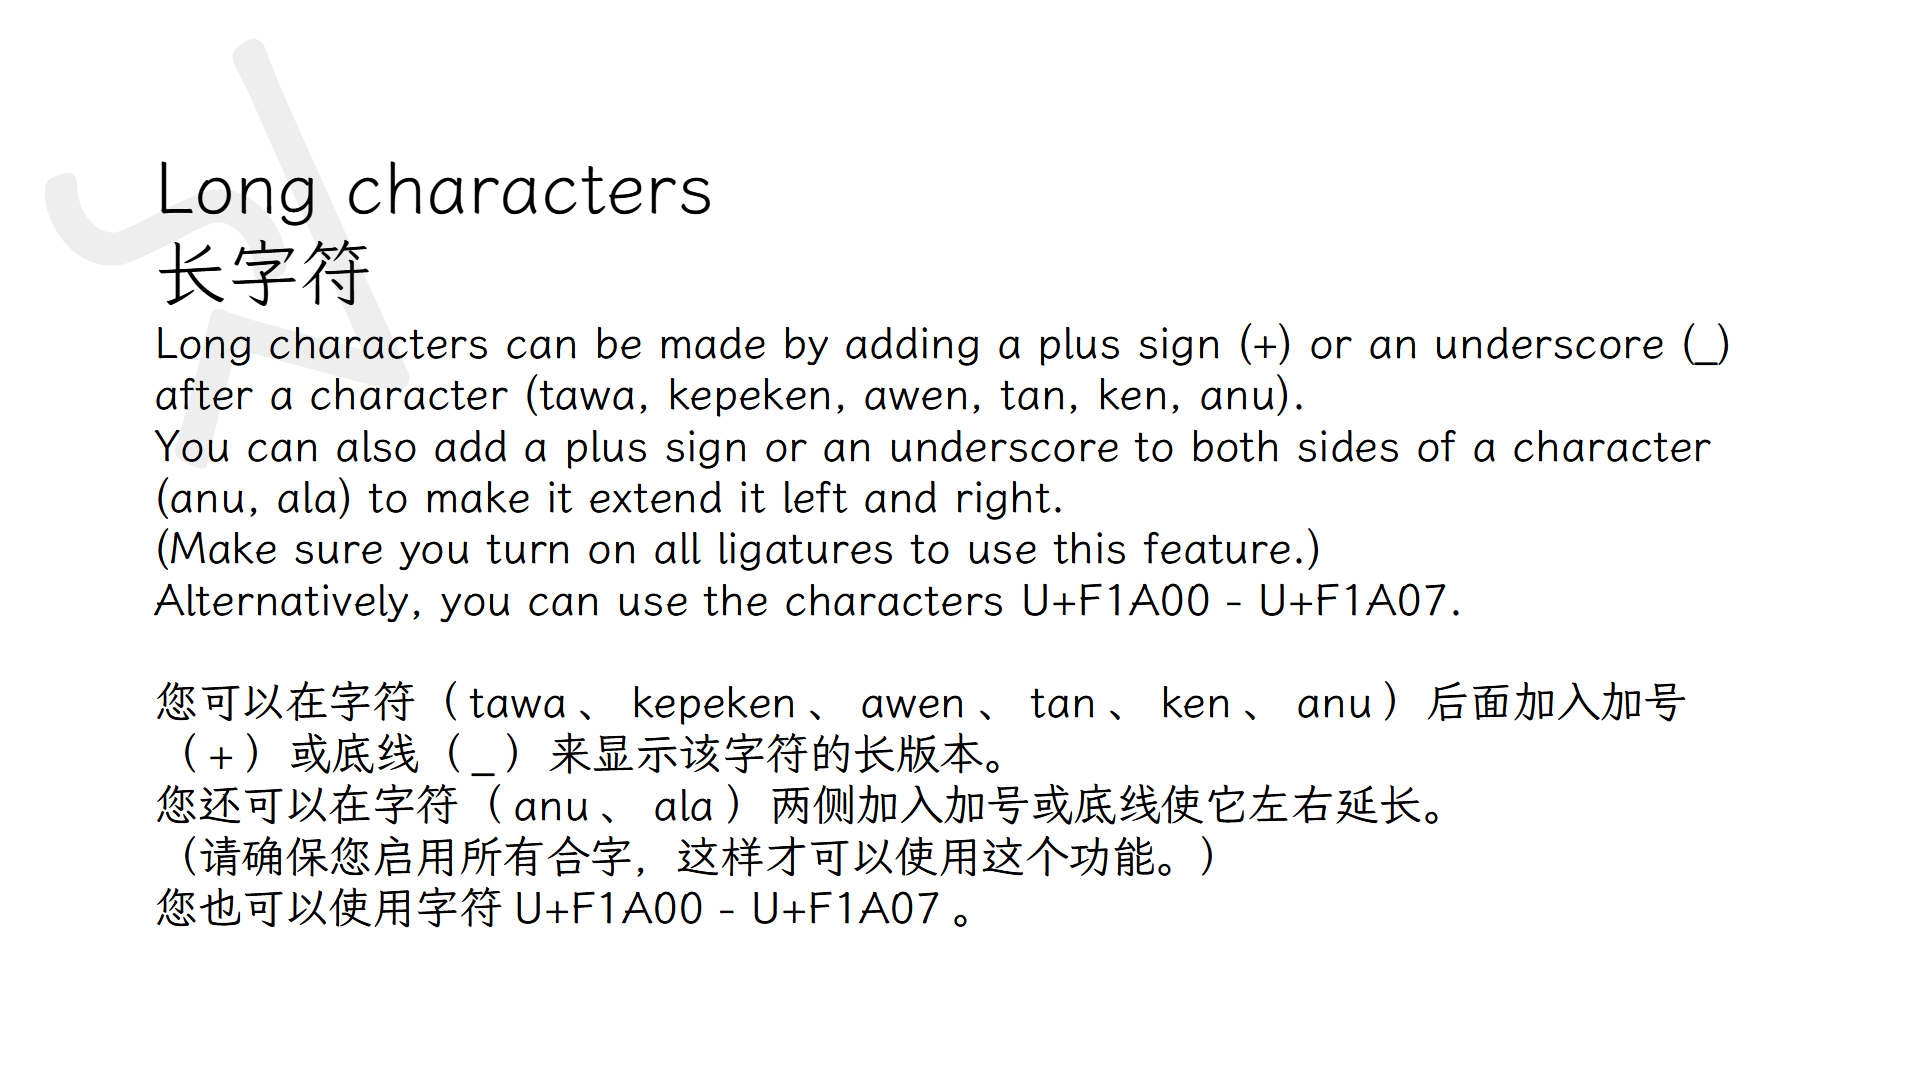 Long characters
长字符
Long characters can be made by adding a plus sign (+) or an underscore (_)
after a character (tawa, kepeken, awen, tan, ken, anu).
You can also add a plus sign or an underscore to both sides of a character
(anu, ala) to make it extend it left and right.
(Make sure you turn on all ligatures to use this feature.)
Alternatively, you can use the characters U+F1A00 - U+F1A07.
您可以在字符（tawa、kepeken、awen、tan、ken、anu）后面加入加号
（+）或底线（_）来显示该字符的长版本。
您还可以在字符（anu、ala）两侧加入加号或底线使它左右延长。
（请确保您启用所有合字，这样才可以使用这个功能。）
您也可以使用字符U+F1A00 - U+F1A07。